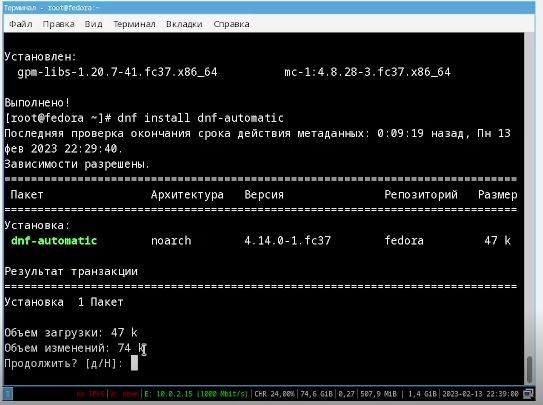 Терминал - root@fedora:~
Файл Правка Вид Терминал Вкладки Справка
Установлен:
gpm-libs-1.20.7-41.fc37.x86_64 mc-1:4.8.28-3.fc37.x86_64
Выполнено!
[root@fedora ~]# dnf install dnf-automatic
Последняя проверка окончания срока действия метаданных: 0:09:19 назад, Пн 13
фев 2023 22:29:40.
Зависимости разрешены.
================================================================================
Пакет Архитектура Версия Репозиторий Размер
================================================================================
Установка:
dnf-automatic noarch 4.14.0-1.fc37 fedora 47 k
Результат транзакции
================================================================================
Установка 1 Пакет
Объем загрузки: 47 k
Объем изменений: 74 k
Продолжить? [д/Н]:
1 no IPv6 | W: down | E: 10.0.2.15 (1000 Mbit/s) | CHR 24,00% | 74,6 GiB | 0,27 | 507,9 MiB | 1,4 GiB | 2023-02-13 22:39:00